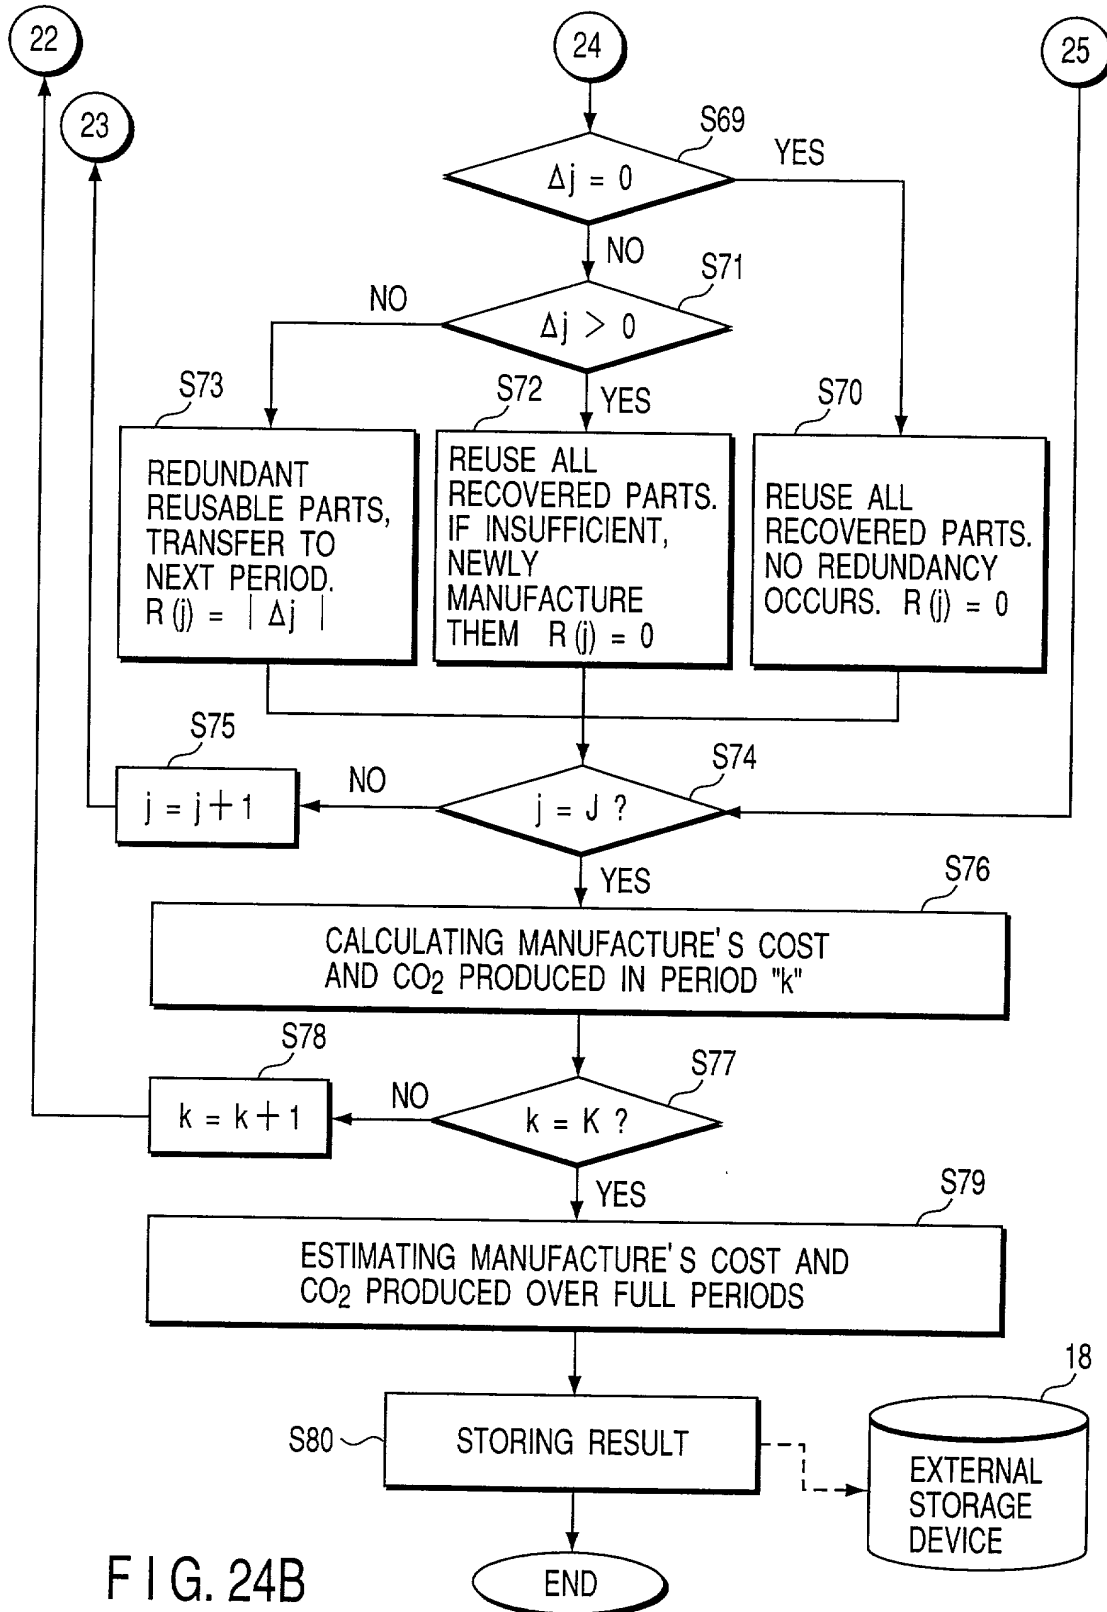 22
24
25
23
S69
Δj = 0
YES
NO
S71
Δj > 0
NO
YES
S73
REDUNDANT
REUSABLE PARTS,
TRANSFER TO
NEXT PERIOD.
R (j) = | Δj |
S72
REUSE ALL
RECOVERED PARTS.
IF INSUFFICIENT,
NEWLY
MANUFACTURE
THEM R (j) = 0
S70
REUSE ALL
RECOVERED PARTS.
NO REDUNDANCY
OCCURS. R (j) = 0
S75
j = j + 1
NO
S74
j = J ?
YES
S76
CALCULATING MANUFACTURE'S COST
AND CO2 PRODUCED IN PERIOD "k"
S78
k = k + 1
NO
S77
k = K ?
YES
S79
ESTIMATING MANUFACTURE'S COST AND
CO2 PRODUCED OVER FULL PERIODS
S80
STORING RESULT
18
EXTERNAL
STORAGE
DEVICE
END
FIG. 24B